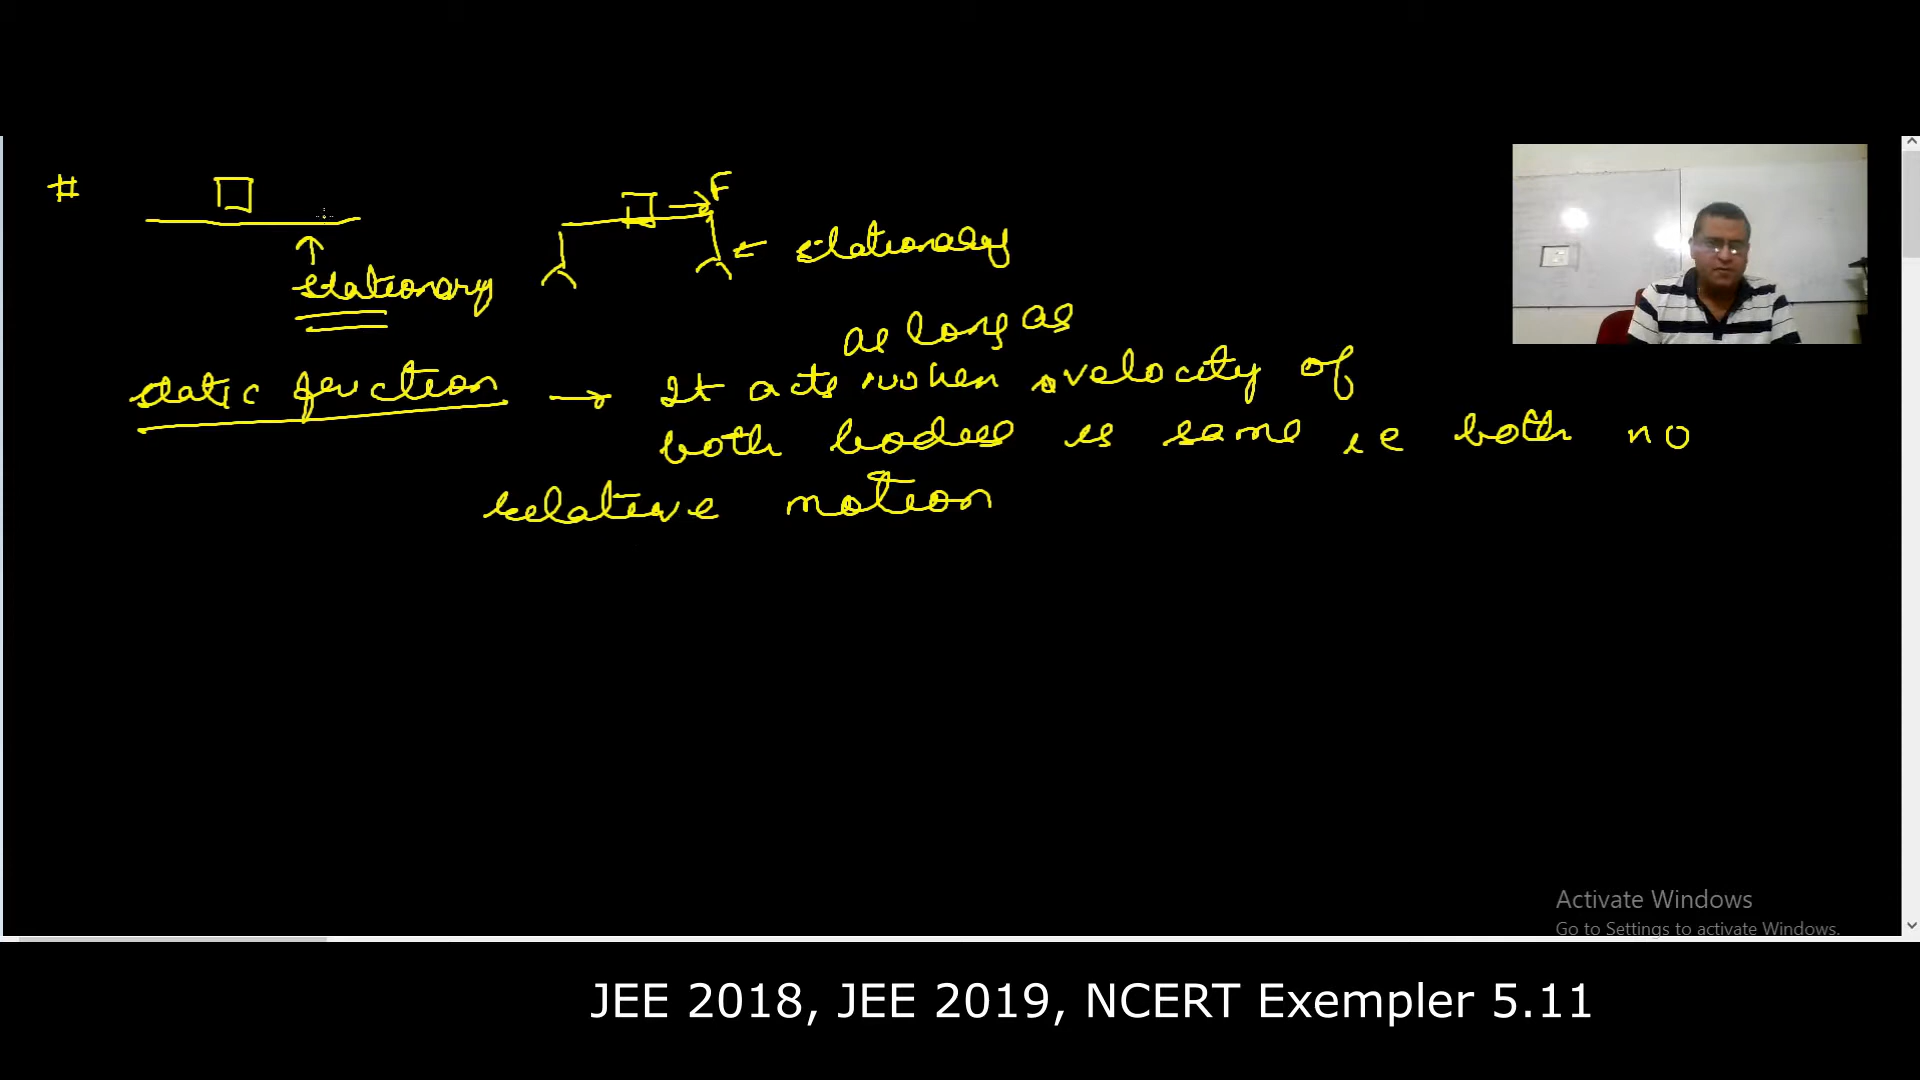 #
F
stationary
stationary
as long as
static friction → It acts when velocity of
both bodies is same ie both no
relative motion
Activate Windows
Go to Settings to activate Windows.
JEE 2018, JEE 2019, NCERT Exempler 5.11